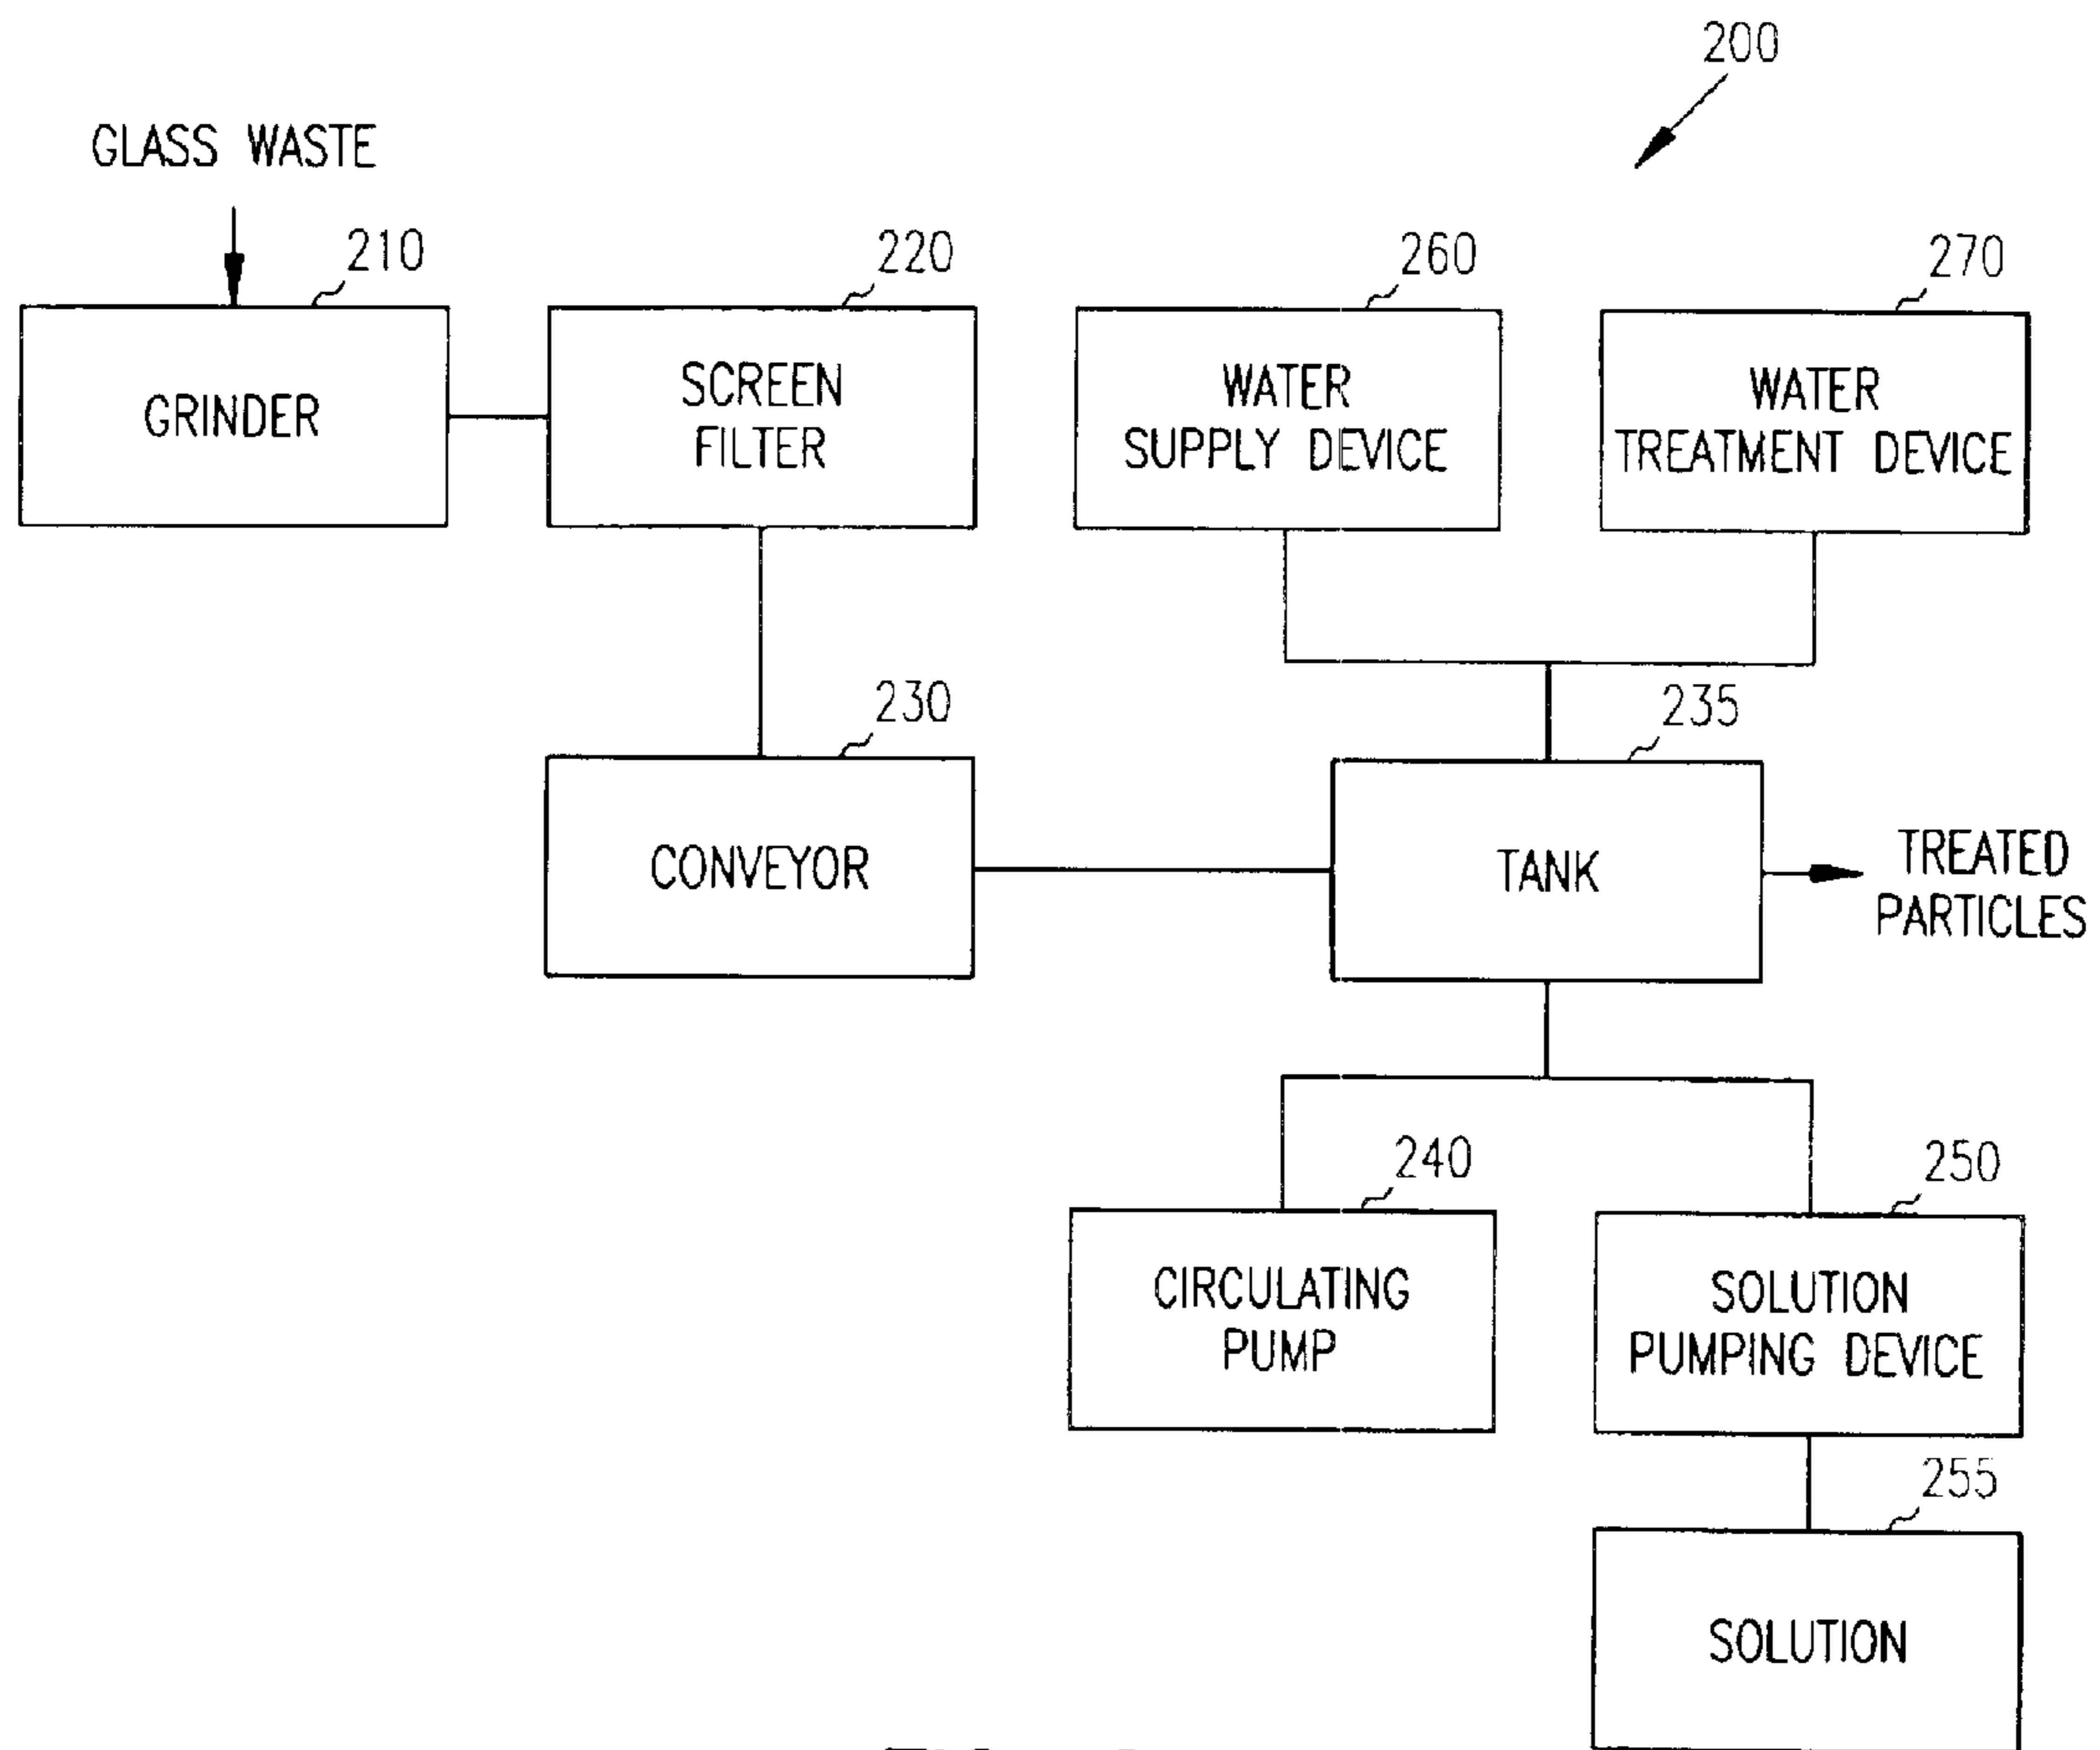 200
GLASS WASTE
210
220
260
270
GRINDER
SCREEN
FILTER
WATER
SUPPLY DEVICE
WATER
TREATMENT DEVICE
230
235
CONVEYOR
TANK
TREATED
PARTICLES
240
250
CIRCULATING
PUMP
SOLUTION
PUMPING DEVICE
255
SOLUTION